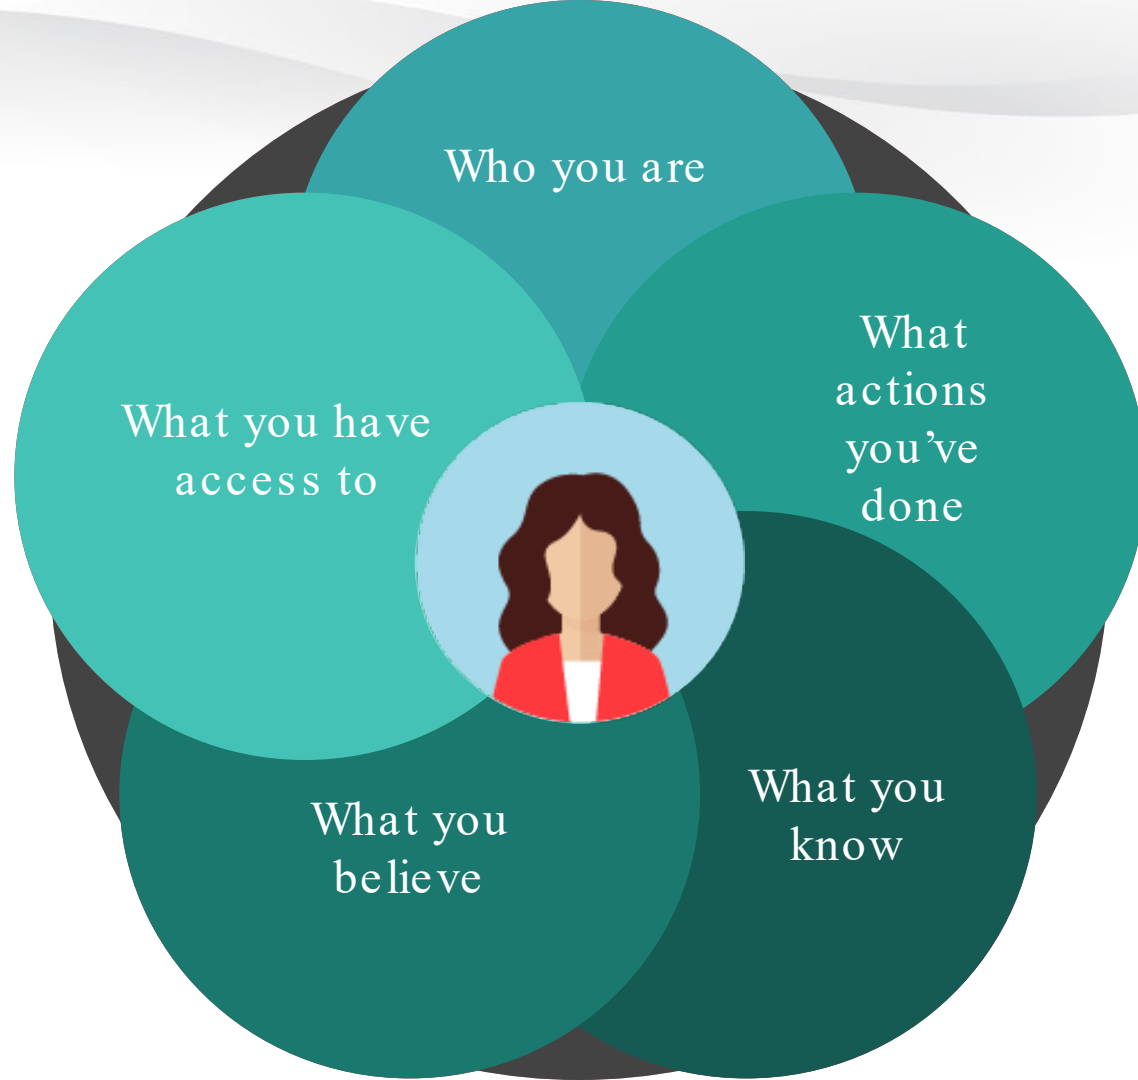 Who you are
What
actions
you’ve
done
What you have
access to
What you
know
What you
believe